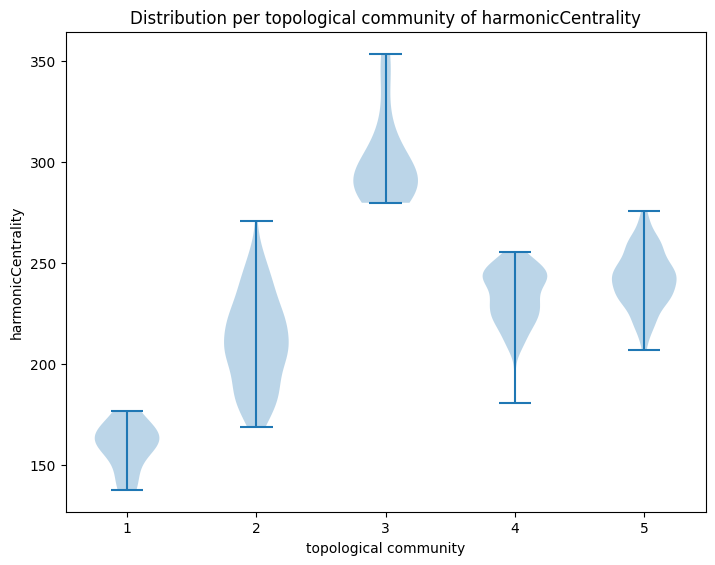 Distribution per topological community of harmonicCentrality
harmonicCentrality
350
300
250
200
150
1 2 3 4 5
topological community